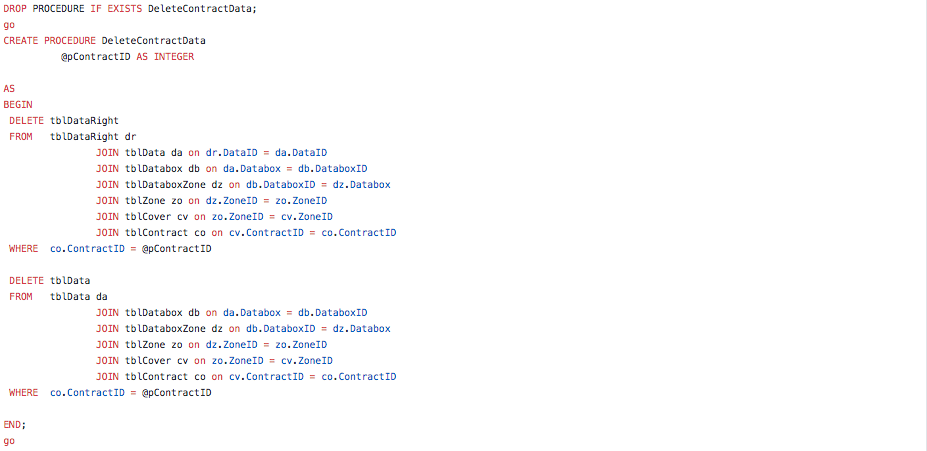 DROP PROCEDURE IF EXISTS DeleteContractData;
go
CREATE PROCEDURE DeleteContractData
@pContractID AS INTEGER
AS
BEGIN
DELETE tblDataRight
FROM tblDataRight dr
JOIN tblData da on dr.DataID = da.DataID
JOIN tblDatabox db on da.Databox = db.DataboxID
JOIN tblDataboxZone dz on db.DataboxID = dz.Databox
JOIN tblZone zo on dz.ZoneID = zo.ZoneID
JOIN tblCover cv on zo.ZoneID = cv.ZoneID
JOIN tblContract co on cv.ContractID = co.ContractID
WHERE co.ContractID = @pContractID
DELETE tblData
FROM tblData da
JOIN tblDatabox db on da.Databox = db.DataboxID
JOIN tblDataboxZone dz on db.DataboxID = dz.Databox
JOIN tblZone zo on dz.ZoneID = zo.ZoneID
JOIN tblCover cv on zo.ZoneID = cv.ZoneID
JOIN tblContract co on cv.ContractID = co.ContractID
WHERE co.ContractID = @pContractID
END;
go